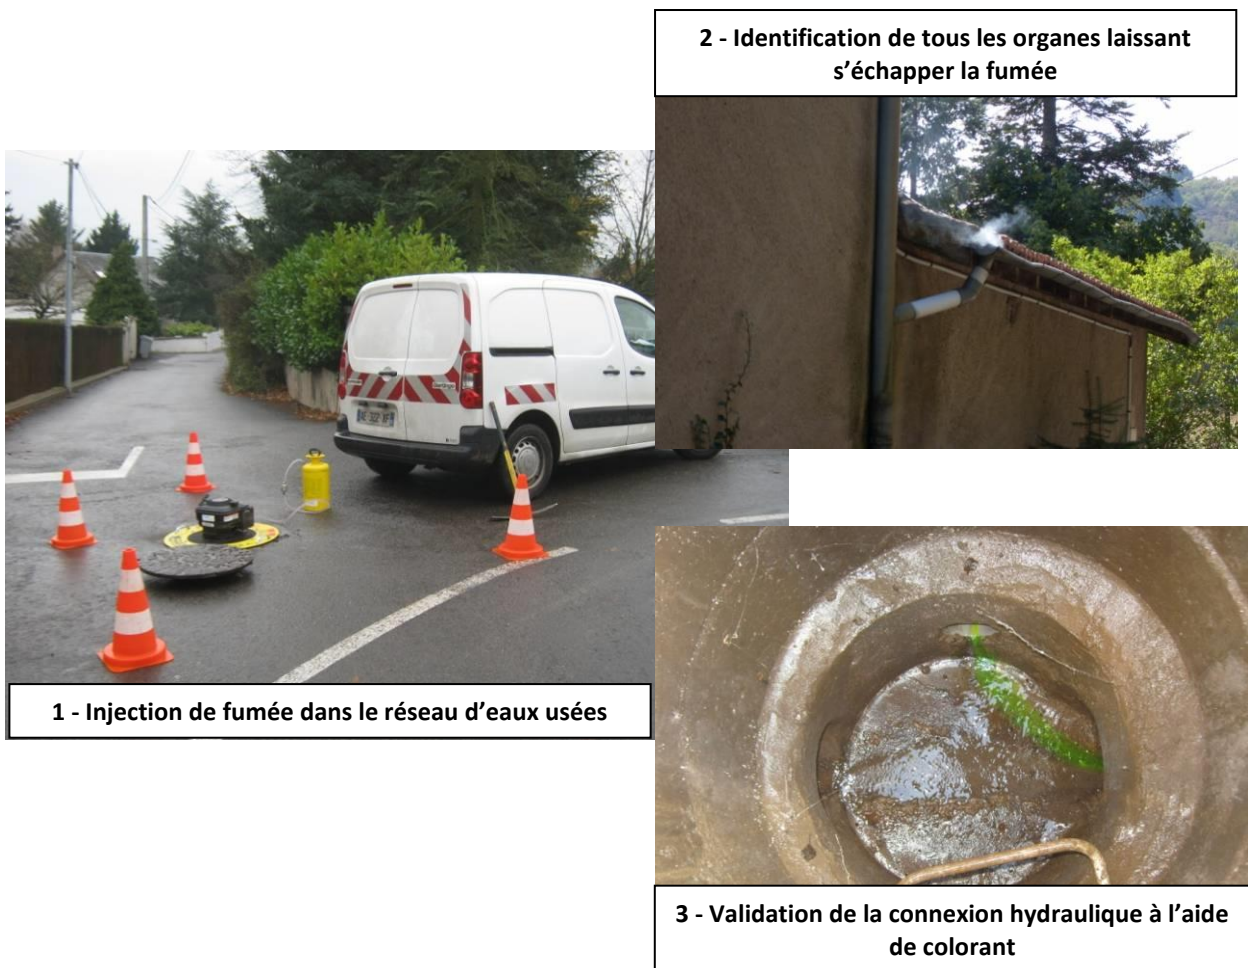 2 - Identification de tous les organes laissant
s’échapper la fumée
1 - Injection de fumée dans le réseau d’eaux usées
3 - Validation de la connexion hydraulique à l’aide
de colorant